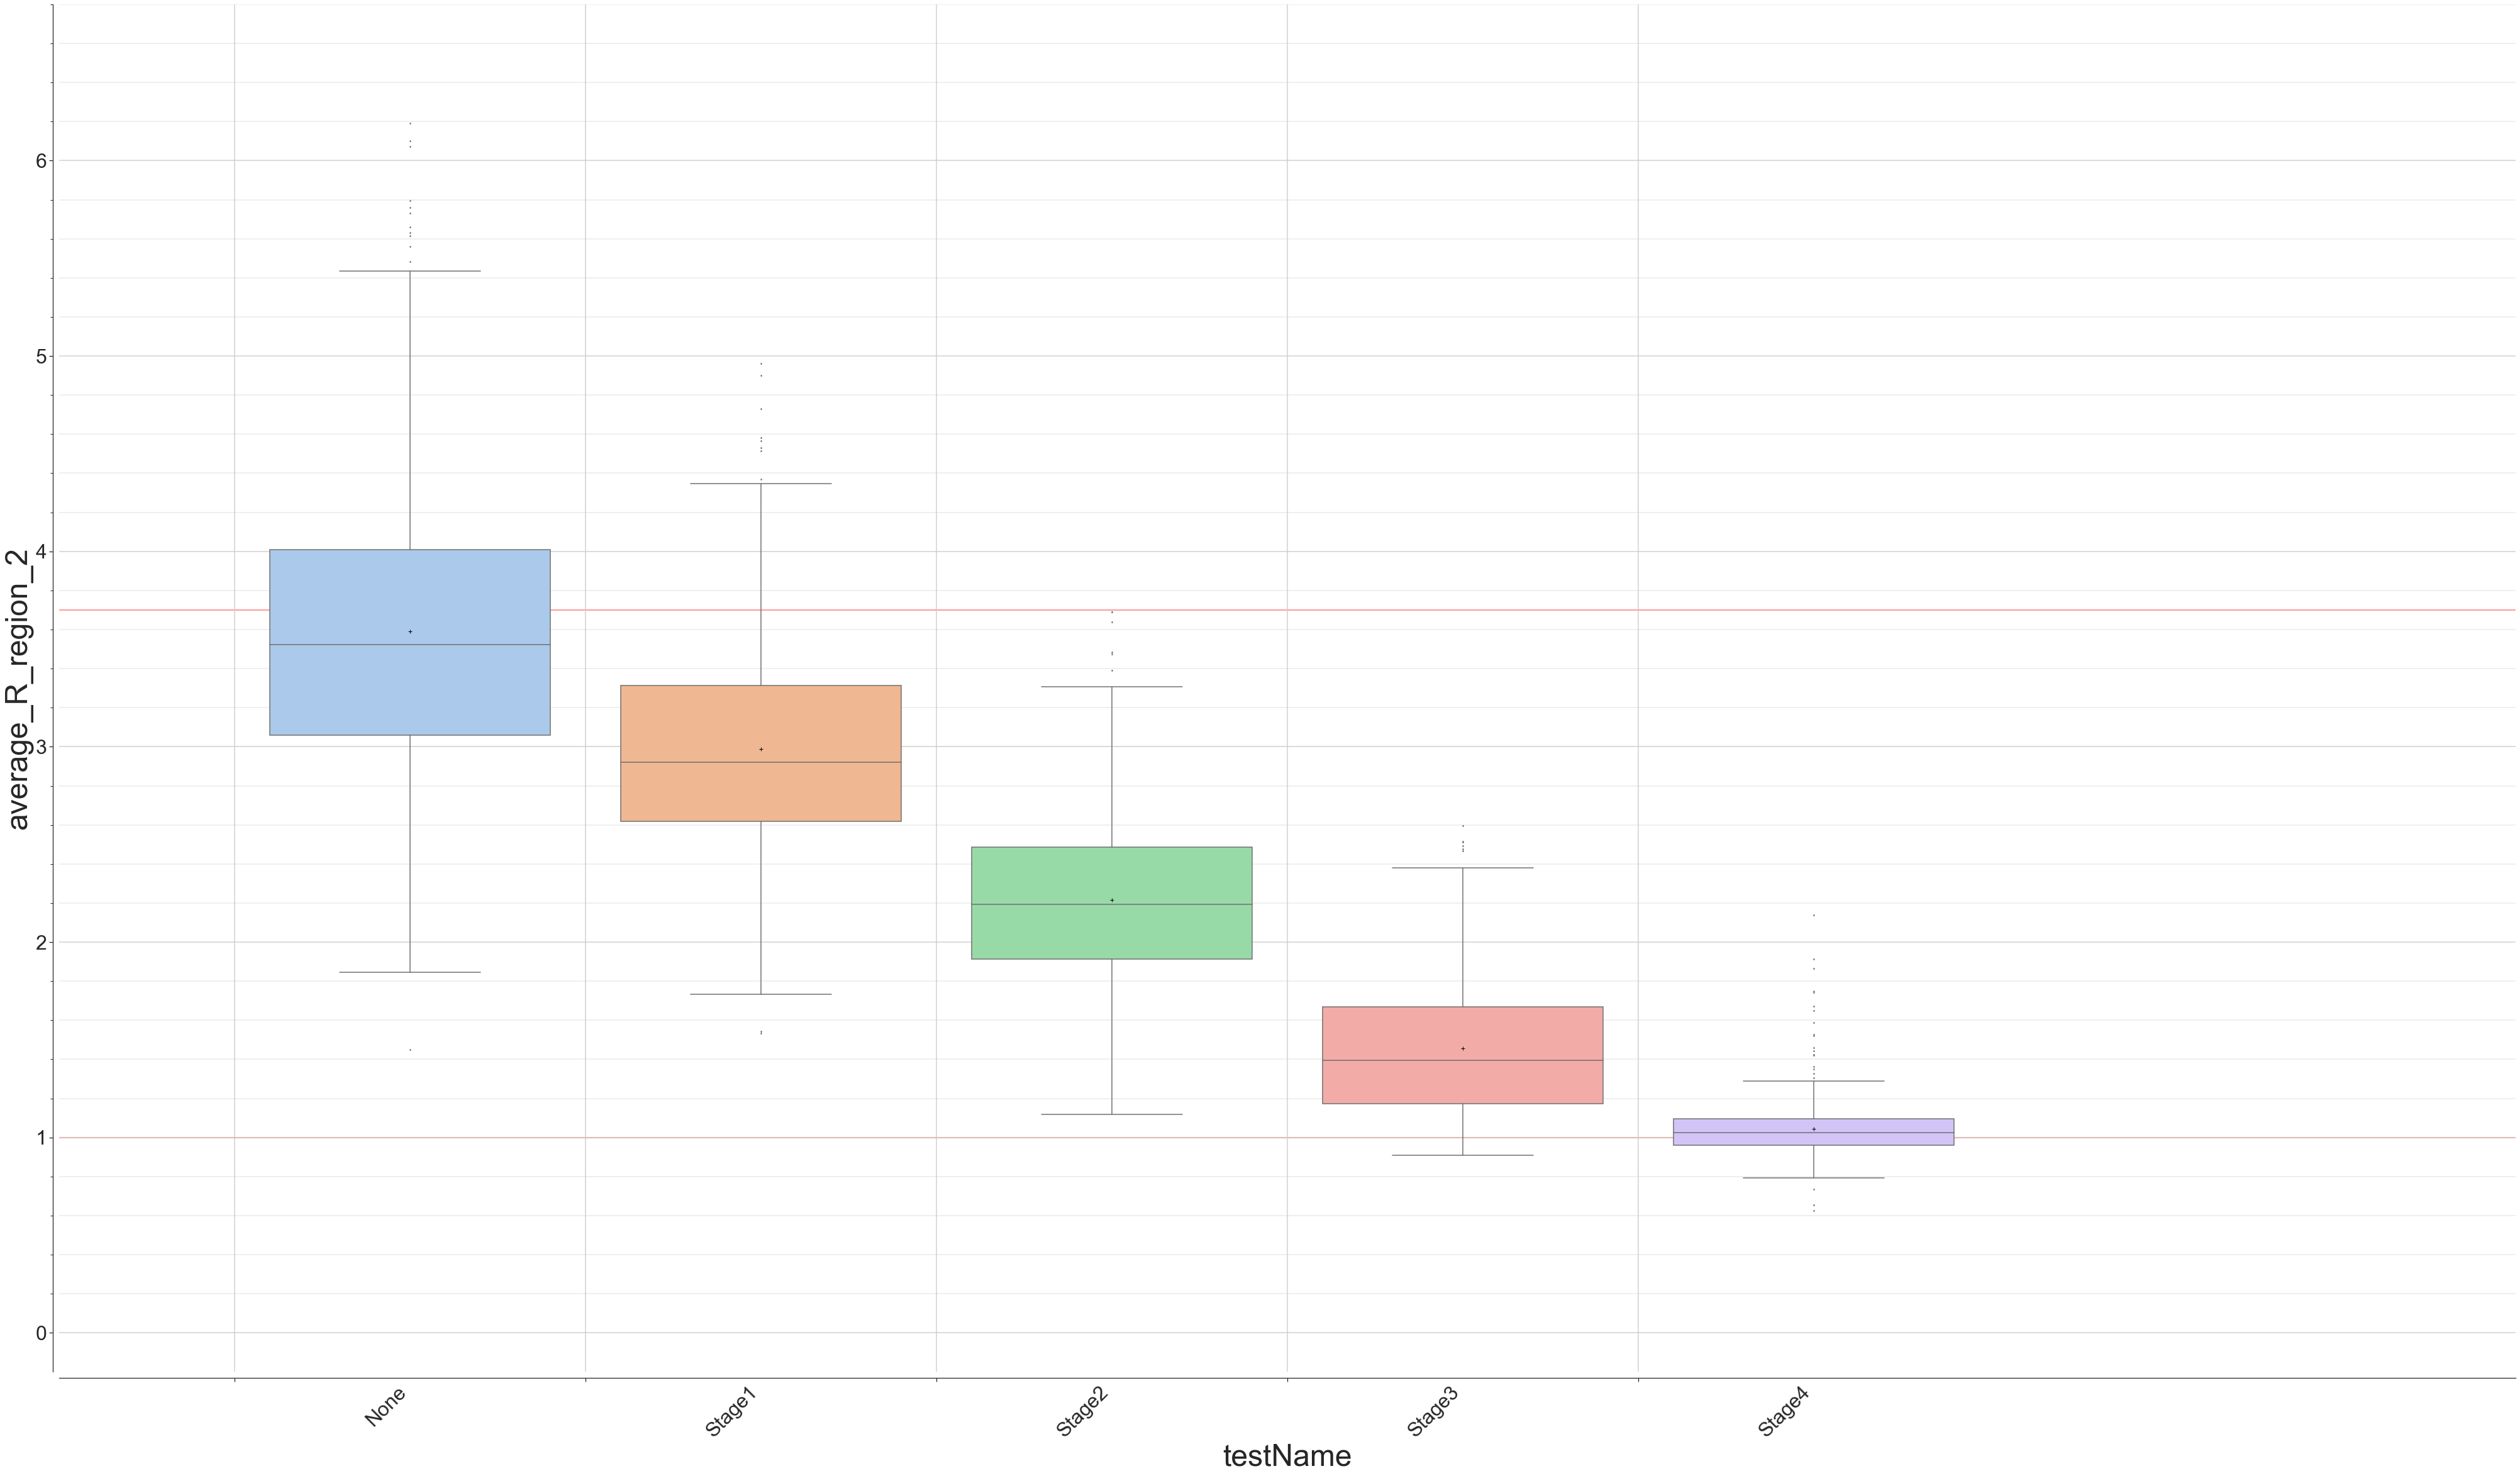 average_R_region_2
6
5
4
3
2
1
0
None
Stage1
Stage2
Stage3
Stage4
testName